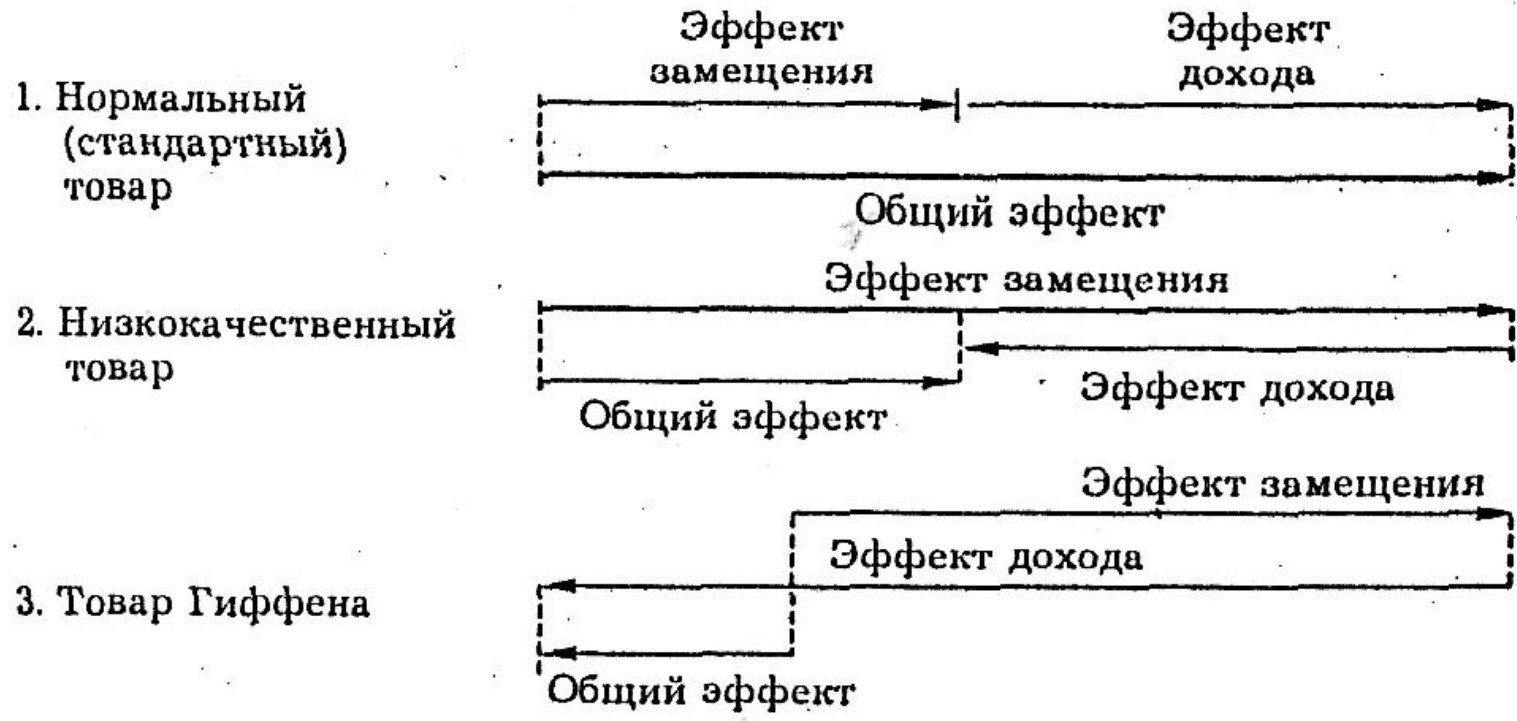 Эффект
замещения
Эффект
дохода
1. Нормальный
(стандартный)
товар
Общий эффект
Эффект замещения
2. Низкокачественный
товар
Эффект дохода
Общий эффект
Эффект замещения
Эффект дохода
3. Товар Гиффена
Общий эффект